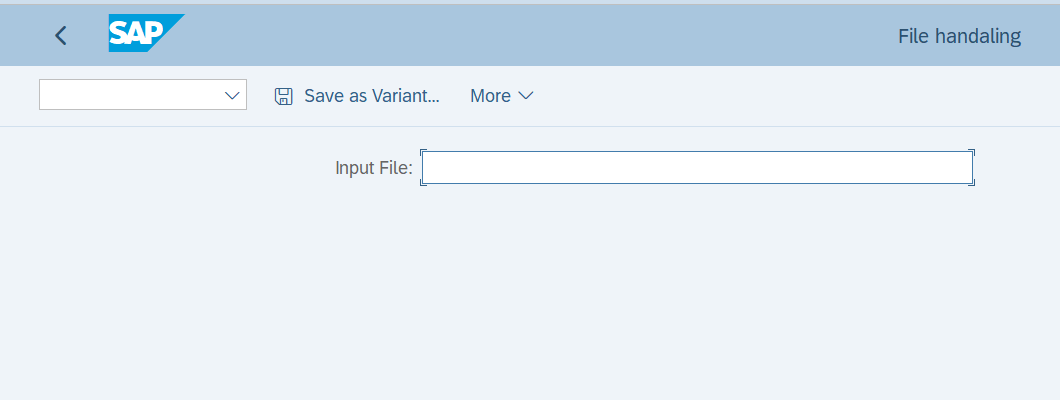 SAP
File handaling
Save as Variant... More
Input File: